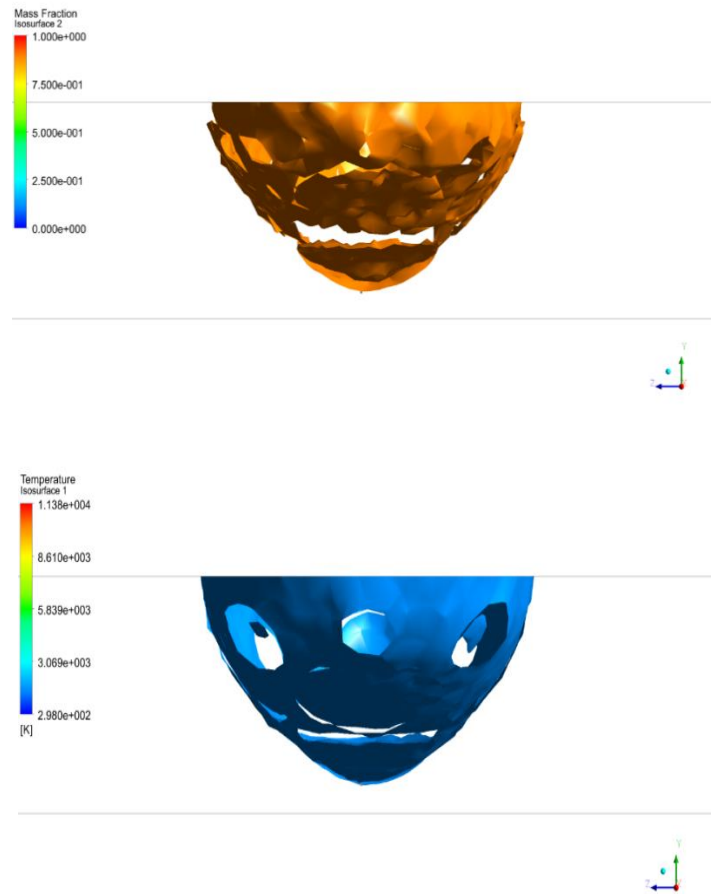 Mass Fraction
Isosurface 2
1.000e+000
7.500e-001
5.000e-001
2.500e-001
0.000e+000
Y
Z
Temperature
Isosurface 1
1.138e+004
8.610e+003
5.839e+003
3.069e+003
2.980e+002
[K]
Y
Z